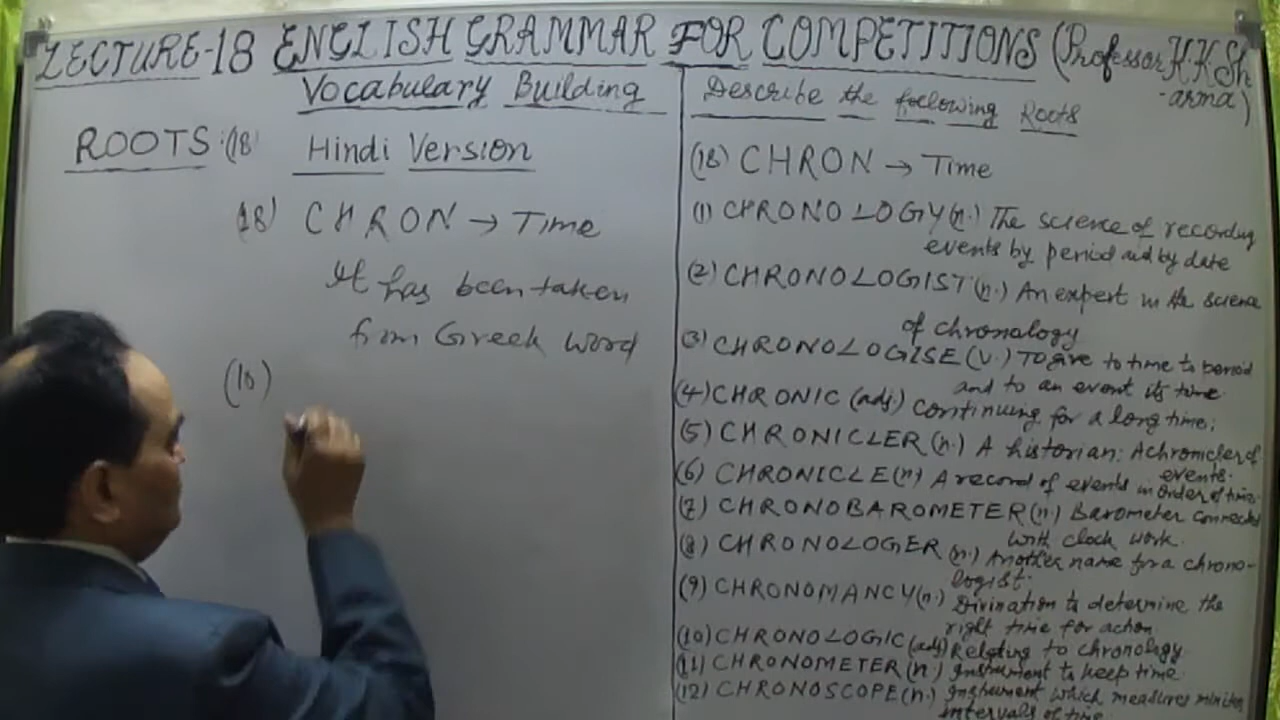 LECTURE-18 ENGLISH GRAMMAR FOR COMPETITIONS (Professor K.K.Sh
-arma)
Vocabulary Building
ROOTS:(18) Hindi Version
(18) CHRON → Time
It has been taken
from Greek word
(10)
Describe the following Roots
(18) CHRON → Time
(1) CHRONOLOGY(n.) The science of recording
events by period and by date
(2) CHRONOLOGIST(n.) An expert in the science
of chronalogy
(3) CHRONOLOGISE(V.) To give to time to period
and to an event its time.
(4) CHRONIC (adj) continuing for a long time;
(5) CHRONICLER(n.) A historian: A chronicler of
events.
(6) CHRONICLE(n) A record of events in order of time.
(7) CHRONOBAROMETER(n.) Barometer connected
with clock work.
(8) CHRONOLOGER (n.) Another name for a chrono-
logist.
(9) CHRONOMANCY(n.) Divination to determine the
right time for action
(10) CHRONOLOGIC(adj) Relating to chronology
(11) CHRONOMETER(n) Instrument to keep time.
(12) CHRONOSCOPE(n.) Instrument which measures
intervals of time